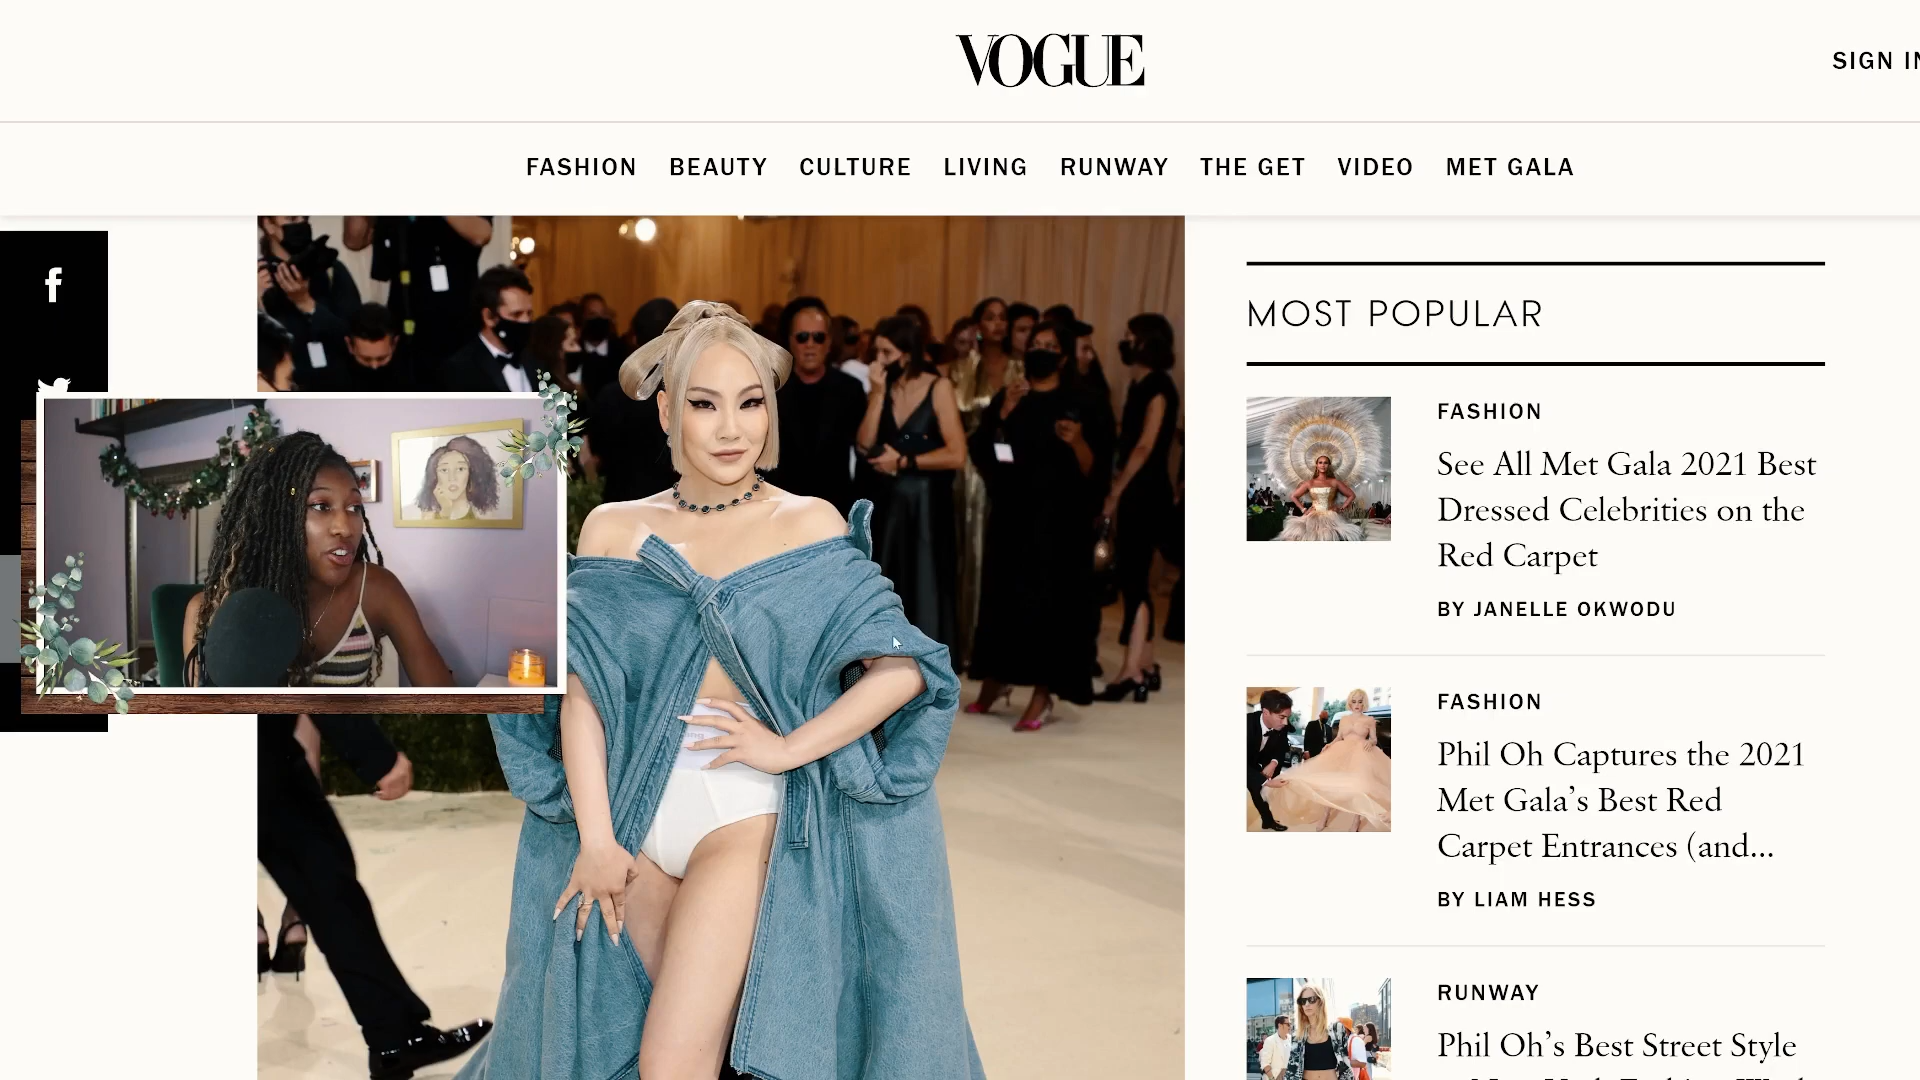 VOGUE
SIGN IN
FASHION BEAUTY CULTURE LIVING RUNWAY THE GET VIDEO MET GALA
MOST POPULAR
FASHION
See All Met Gala 2021 Best
Dressed Celebrities on the
Red Carpet
BY JANELLE OKWODU
FASHION
Phil Oh Captures the 2021
Met Gala’s Best Red
Carpet Entrances (and...
BY LIAM HESS
RUNWAY
Phil Oh’s Best Street Style